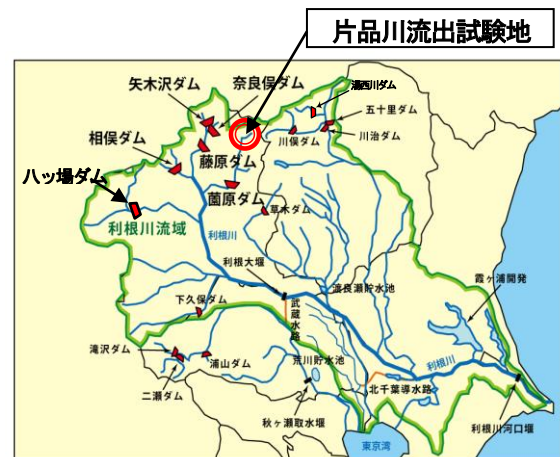 片品川流出試験地
矢木沢ダム
奈良俣ダム
湯西川ダム
五十里ダム
相俣ダム
川俣ダム
川治ダム
藤原ダム
八ッ場ダム
薗原ダム
草木ダム
利根川流域
利根川
利根大堰
渡良瀬貯水池
霞ヶ浦開発
下久保ダム
武蔵水路
滝沢ダム
浦山ダム
荒川貯水池
利根川
二瀬ダム
北千葉導水路
秋ヶ瀬取水堰
利根川河口堰
東京湾